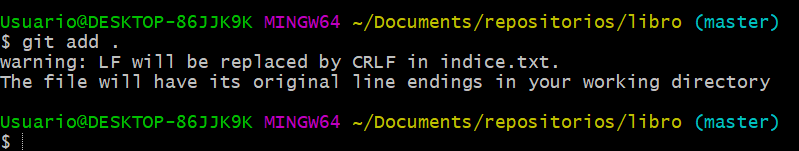 Usuario@DESKTOP-86JJK9K MINGW64 ~/Documents/repositorios/libro (master)
$ git add .
warning: LF will be replaced by CRLF in indice.txt.
The file will have its original line endings in your working directory
Usuario@DESKTOP-86JJK9K MINGW64 ~/Documents/repositorios/libro (master)
$